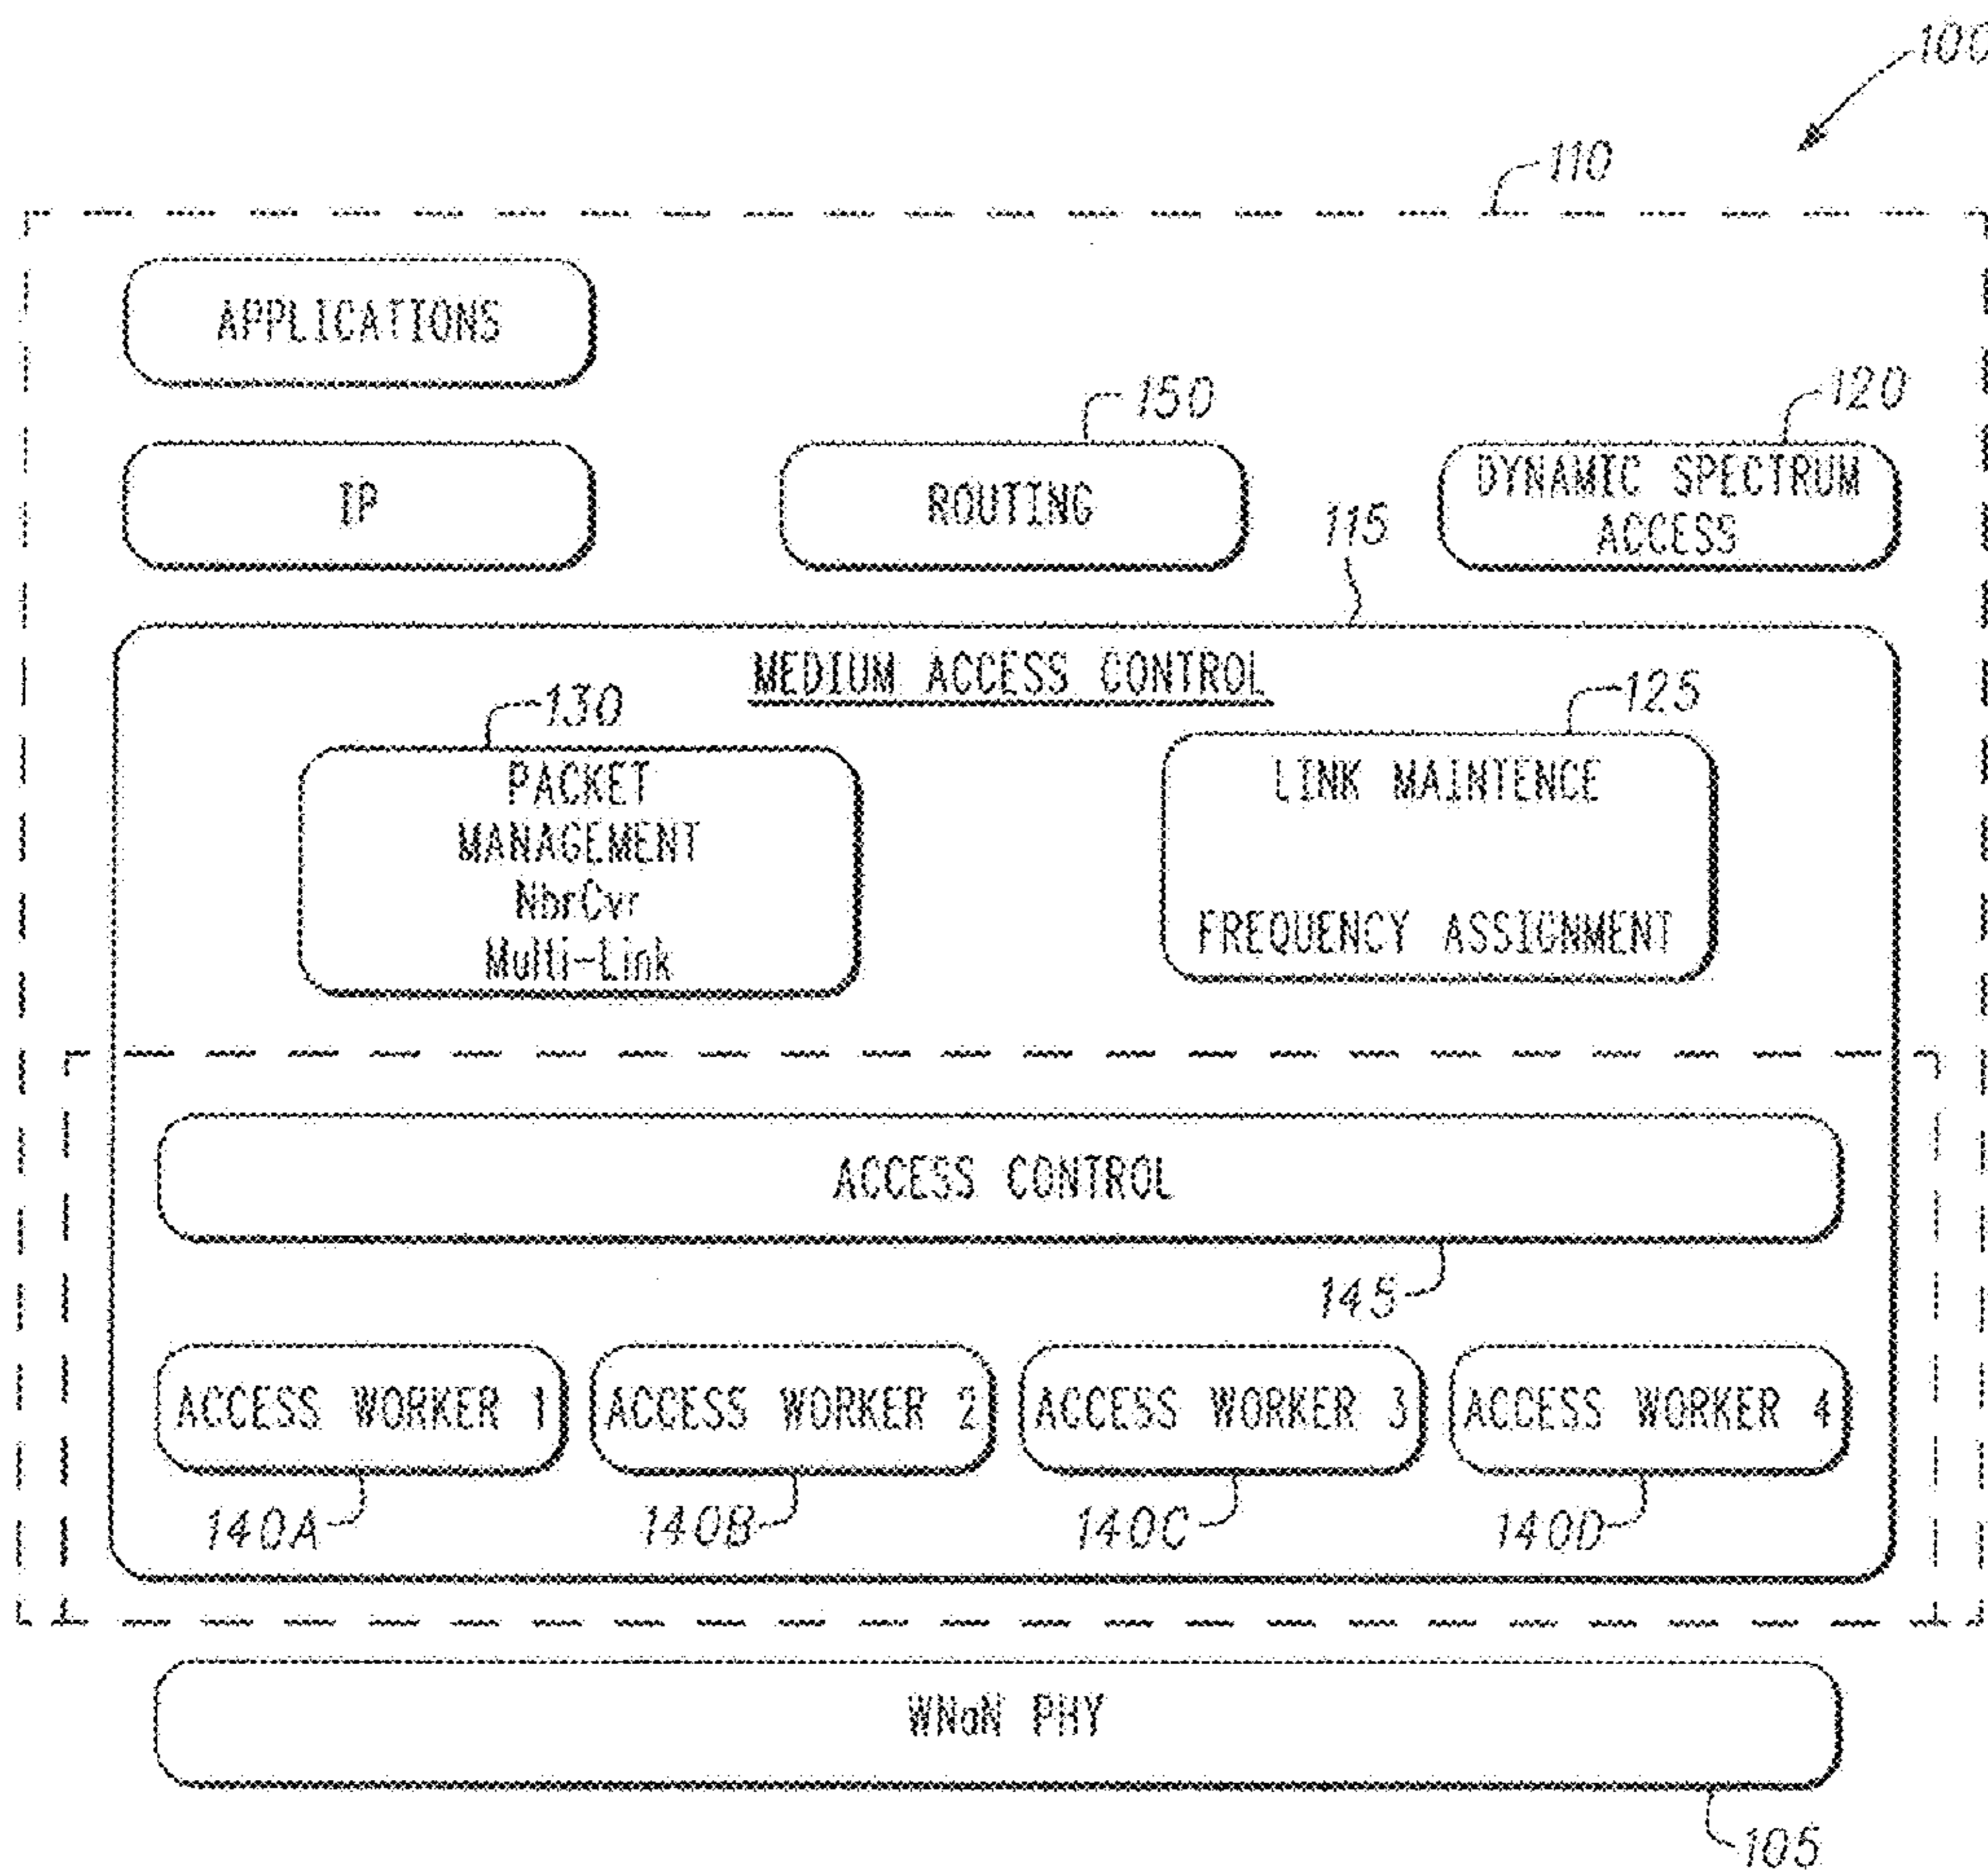 100
110
APPLICATIONS
150
120
IP
ROUTING
DYNAMIC SPECTRUM
ACCESS
115
MEDIUM ACCESS CONTROL
130
125
PACKET
MANAGEMENT
NbrCvr
Multi-Link
LINK MAINTENCE
FREQUENCY ASSIGNMENT
ACCESS CONTROL
145
ACCESS WORKER 1
ACCESS WORKER 2
ACCESS WORKER 3
ACCESS WORKER 4
140A
140B
140C
140D
WNaN PHY
105